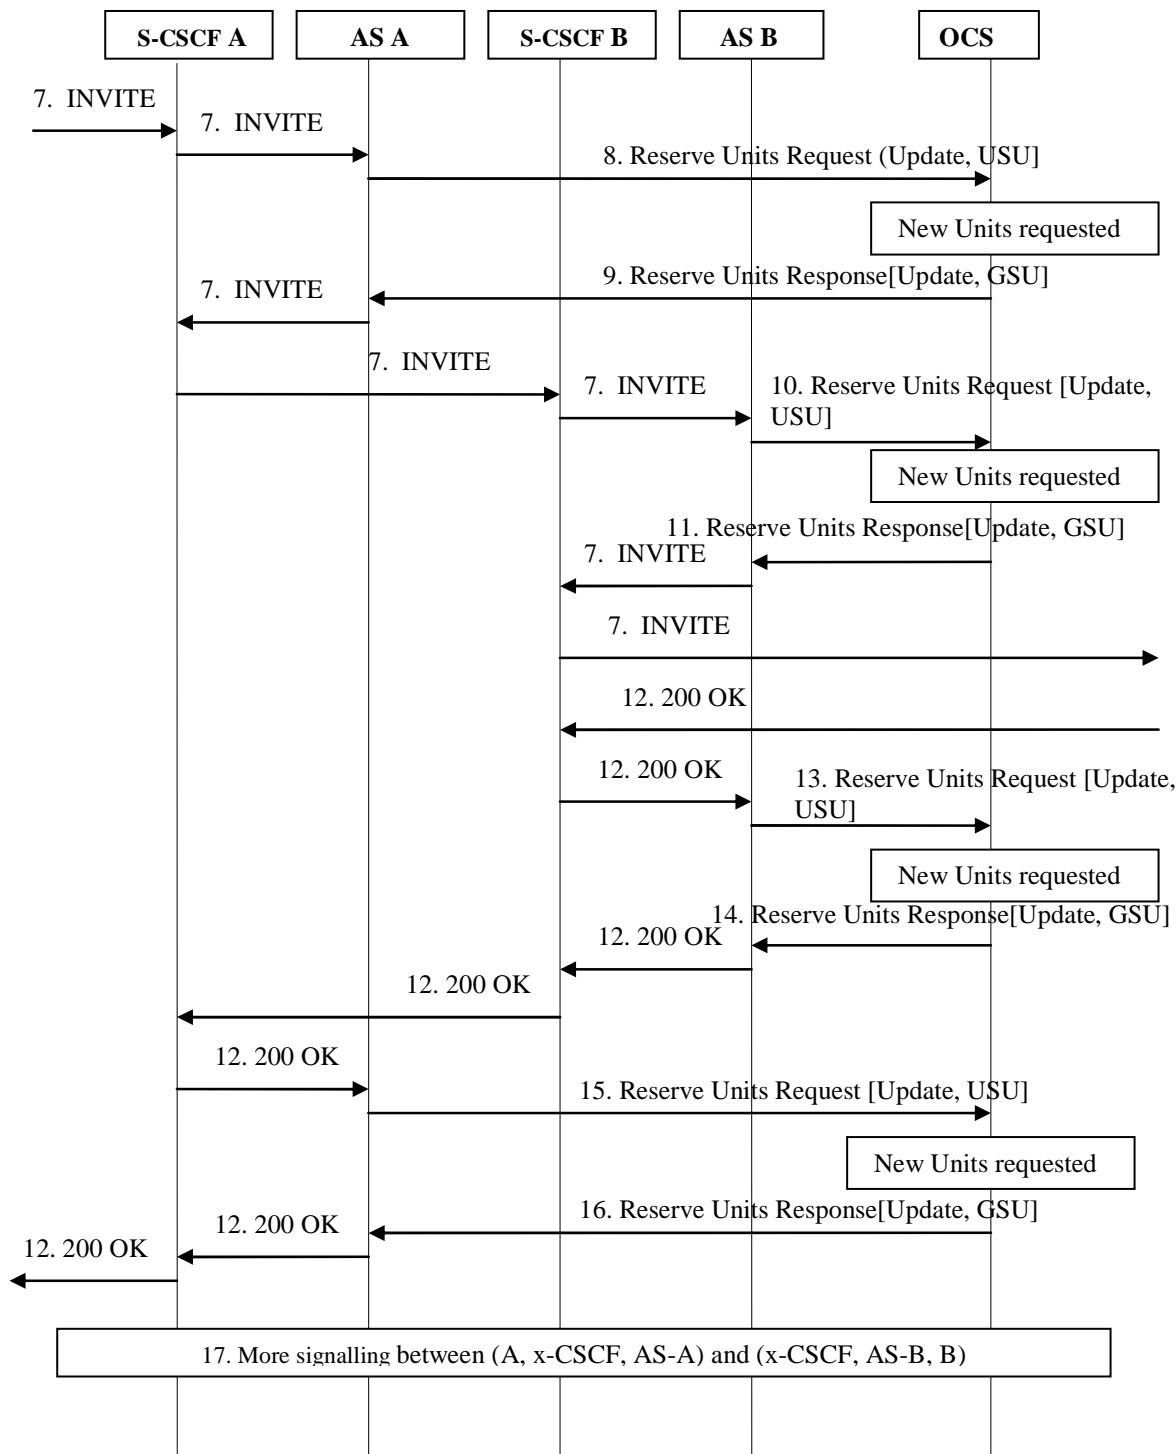 S-CSCF A
AS A
S-CSCF B
AS B
OCS
7.  INVITE
7.  INVITE
8. Reserve Units Request (Update, USU]
New Units requested
9. Reserve Units Response[Update, GSU]
7.  INVITE
7.  INVITE
7.  INVITE
10. Reserve Units Request [Update,
USU]
New Units requested
11. Reserve Units Response[Update, GSU]
7.  INVITE
7.  INVITE
12. 200 OK
12. 200 OK
13. Reserve Units Request [Update,
USU]
New Units requested
14. Reserve Units Response[Update, GSU]
12. 200 OK
12. 200 OK
12. 200 OK
15. Reserve Units Request [Update, USU]
New Units requested
16. Reserve Units Response[Update, GSU]
12. 200 OK
12. 200 OK
17. More signalling between (A, x-CSCF, AS-A) and (x-CSCF, AS-B, B)